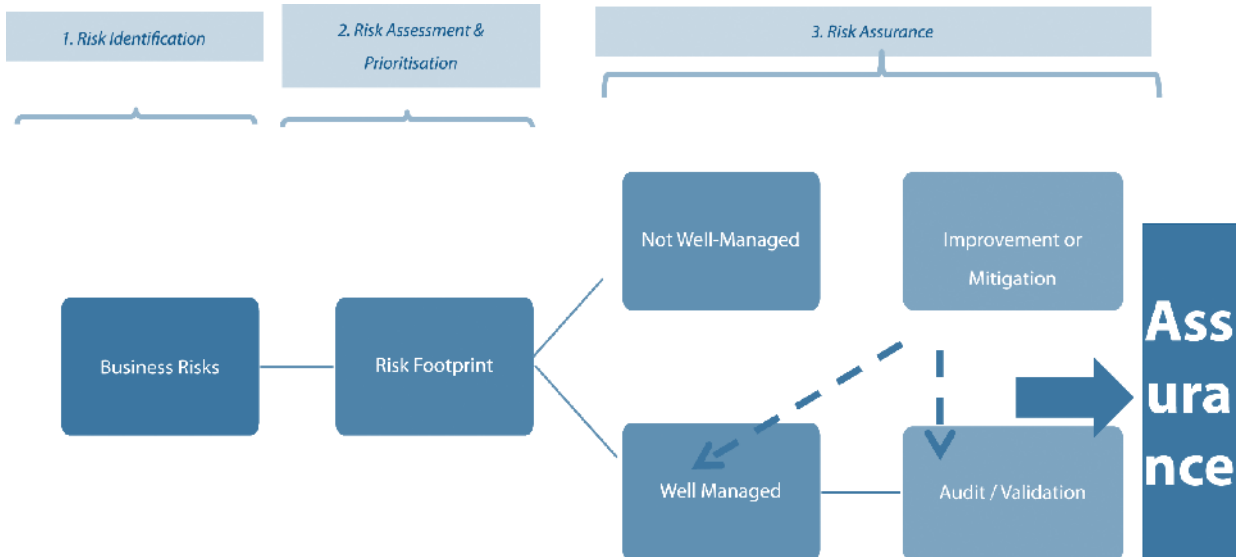 1. Risk Identification
2. Risk Assessment &
Prioritisation
3. Risk Assurance
Not Well-Managed
Improvement or
Mitigation
Business Risks
Risk Footprint
Well Managed
Audit / Validation
Ass
ura
nce